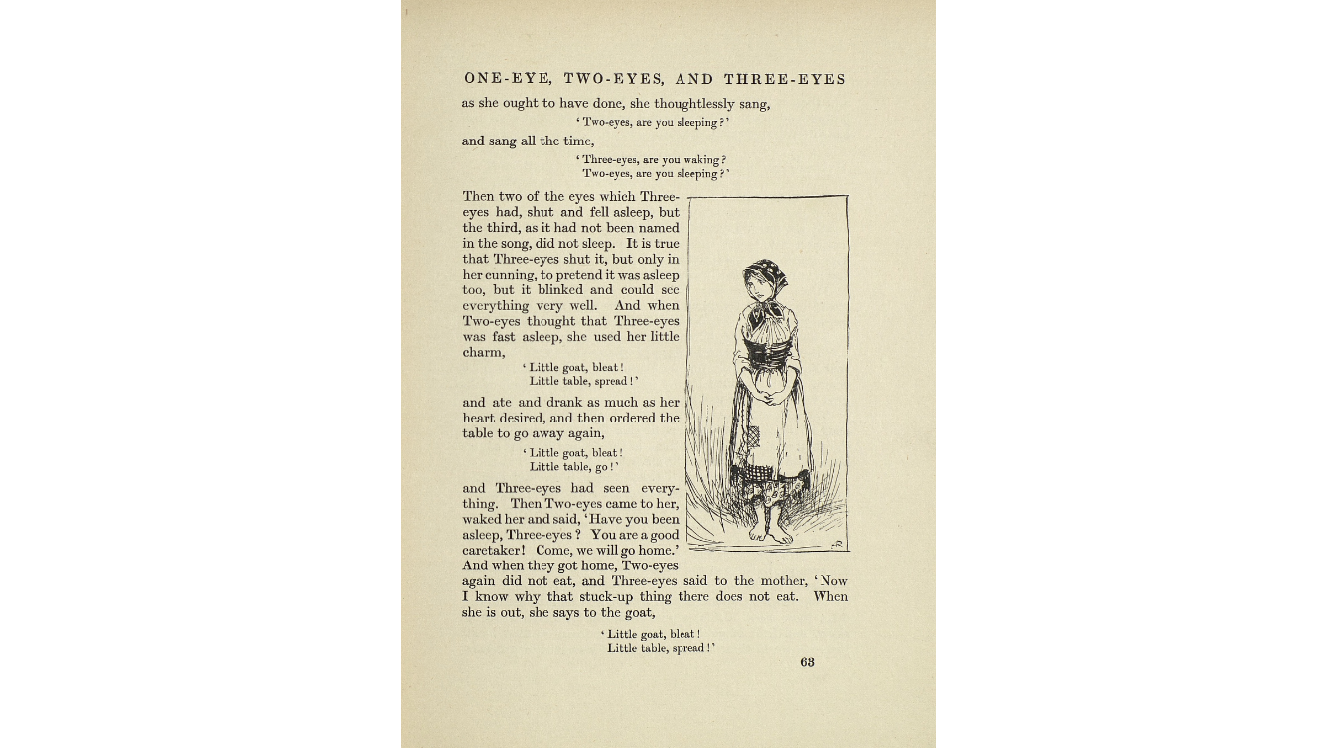 ONE-EYE, TWO-EYES, AND THREE-EYES
as she ought to have done, she thoughtlessly sang,
‘ Two-eyes, are you sleeping ? ’
and sang all the time,
‘ Three-eyes, are you waking ?
Two-eyes, are you sleeping ? ’
Then two of the eyes which Three-
eyes had, shut and fell asleep, but
the third, as it had not been named
in the song, did not sleep. It is true
that Three-eyes shut it, but only in
her cunning, to pretend it was asleep
too, but it blinked and could see
everything very well. And when
Two-eyes thought that Three-eyes
was fast asleep, she used her little
charm,
‘ Little goat, bleat !
Little table, spread ! ’
and ate and drank as much as her
heart desired, and then ordered the
table to go away again,
‘ Little goat, bleat !
Little table, go ! ’
and Three-eyes had seen every-
thing. Then Two-eyes came to her,
waked her and said, ‘ Have you been
asleep, Three-eyes ? You are a good
caretaker ! Come, we will go home.’
And when they got home, Two-eyes
again did not eat, and Three-eyes said to the mother, ‘ Now
I know why that stuck-up thing there does not eat. When
she is out, she says to the goat,
‘ Little goat, bleat !
Little table, spread ! ’
63